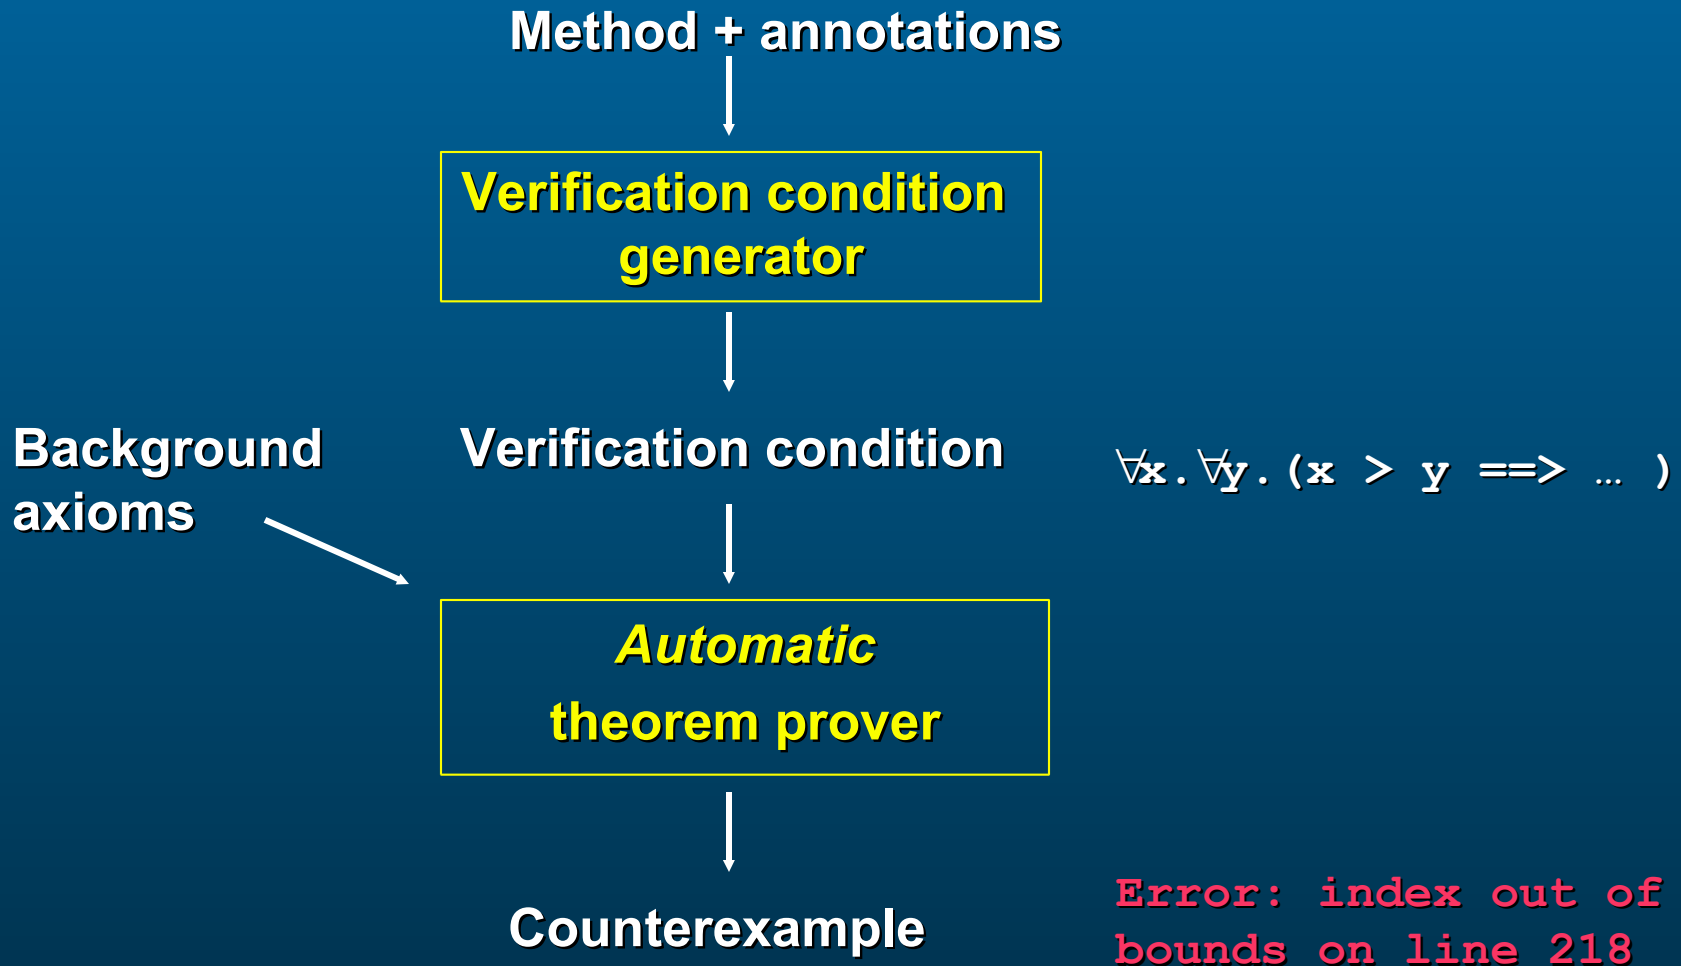 Method + annotations
Verification condition
generator
Background
axioms
Verification condition
∀x.∀y.(x > y ==> … )
Automatic
theorem prover
Counterexample
Error: index out of
bounds on line 218